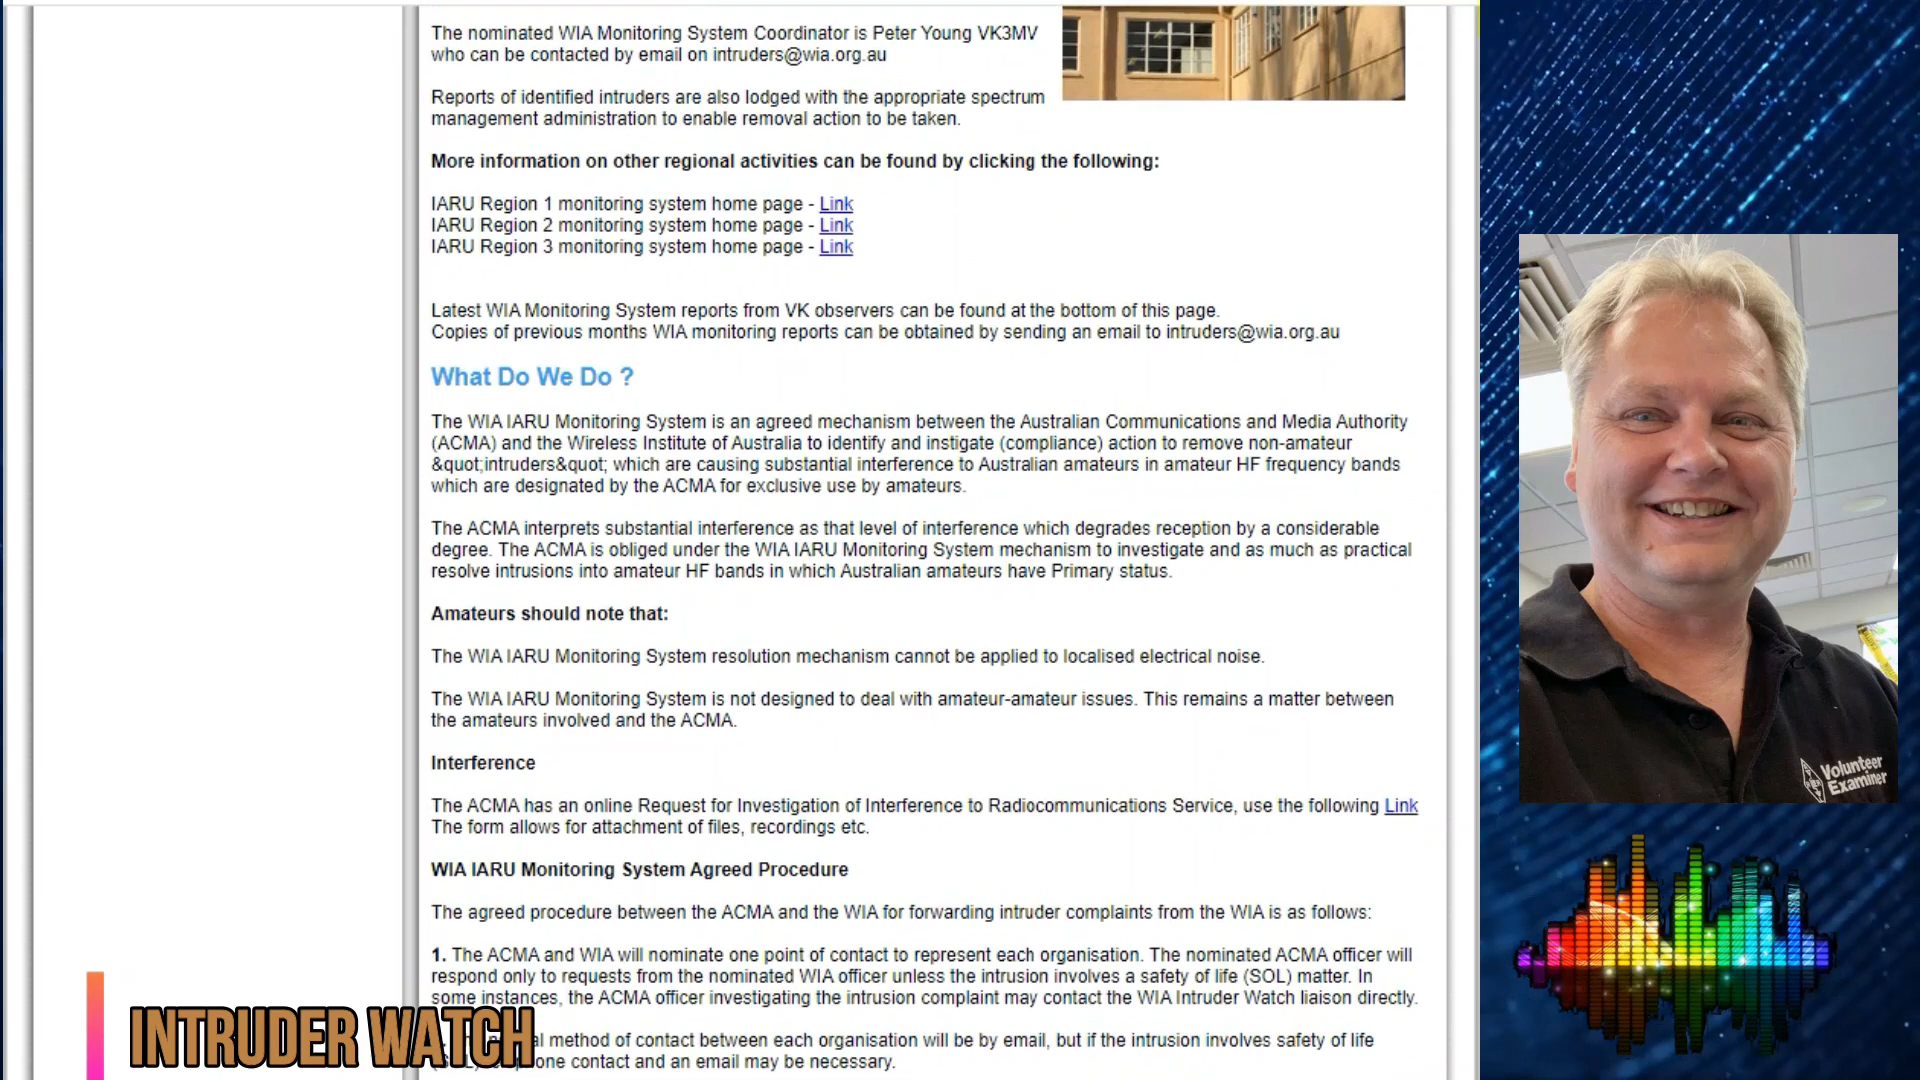 The nominated WIA Monitoring System Coordinator is Peter Young VK3MV
who can be contacted by email on intruders@wia.org.au
Reports of identified intruders are also lodged with the appropriate spectrum
management administration to enable removal action to be taken.
More information on other regional activities can be found by clicking the following:
IARU Region 1 monitoring system home page - Link
IARU Region 2 monitoring system home page - Link
IARU Region 3 monitoring system home page - Link
Latest WIA Monitoring System reports from VK observers can be found at the bottom of this page.
Copies of previous months WIA monitoring reports can be obtained by sending an email to intruders@wia.org.au
What Do We Do ?
The WIA IARU Monitoring System is an agreed mechanism between the Australian Communications and Media Authority
(ACMA) and the Wireless Institute of Australia to identify and instigate (compliance) action to remove non-amateur
&quot;intruders&quot; which are causing substantial interference to Australian amateurs in amateur HF frequency bands
which are designated by the ACMA for exclusive use by amateurs.
The ACMA interprets substantial interference as that level of interference which degrades reception by a considerable
degree. The ACMA is obliged under the WIA IARU Monitoring System mechanism to investigate and as much as practical
resolve intrusions into amateur HF bands in which Australian amateurs have Primary status.
Amateurs should note that:
The WIA IARU Monitoring System resolution mechanism cannot be applied to localised electrical noise.
The WIA IARU Monitoring System is not designed to deal with amateur-amateur issues. This remains a matter between
the amateurs involved and the ACMA.
Interference
The ACMA has an online Request for Investigation of Interference to Radiocommunications Service, use the following Link
The form allows for attachment of files, recordings etc.
WIA IARU Monitoring System Agreed Procedure
The agreed procedure between the ACMA and the WIA for forwarding intruder complaints from the WIA is as follows:
1. The ACMA and WIA will nominate one point of contact to represent each organisation. The nominated ACMA officer will
respond only to requests from the nominated WIA officer unless the intrusion involves a safety of life (SOL) matter. In
some instances, the ACMA officer investigating the intrusion complaint may contact the WIA Intruder Watch liaison directly.
method of contact between each organisation will be by email, but if the intrusion involves safety of life
contact and an email may be necessary.
INTRUDER WATCH
Volunteer
Examiner